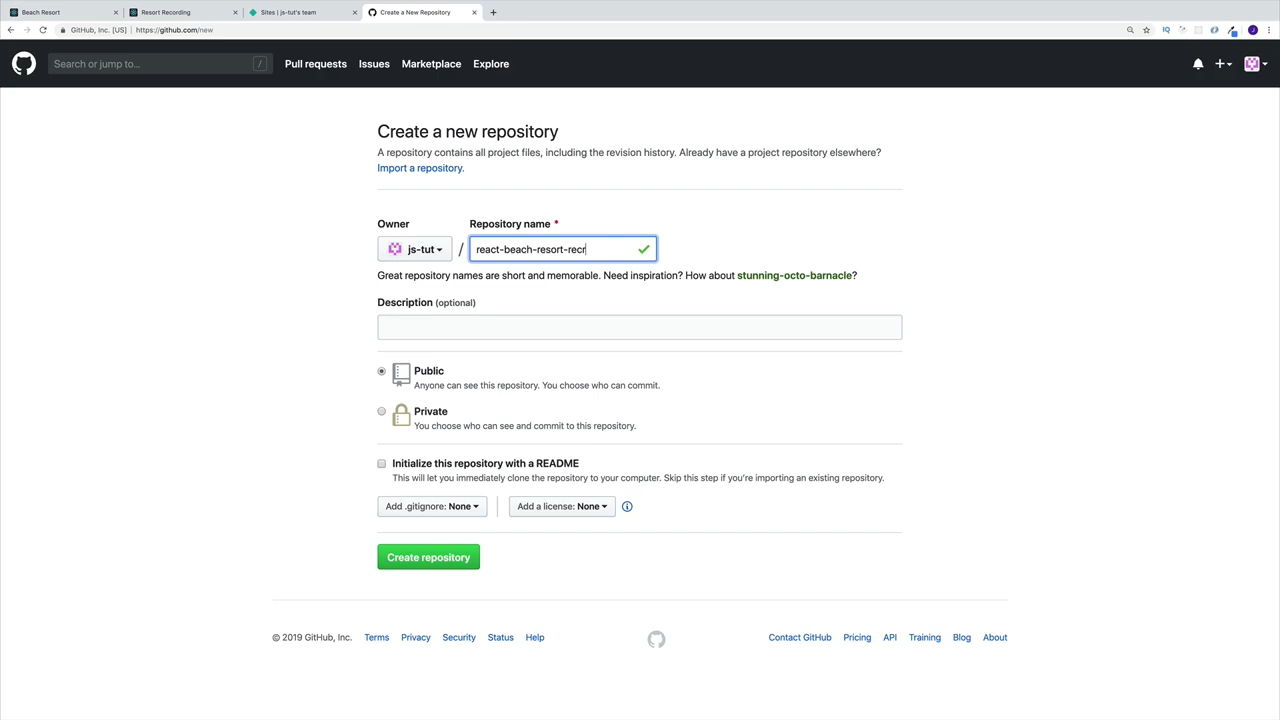 Beach Resort
Resort Recording
Sites | js-tut's team
Create a New Repository
GitHub, Inc. [US] | https://github.com/new
Search or jump to...
/
Pull requests
Issues
Marketplace
Explore
Create a new repository
A repository contains all project files, including the revision history. Already have a project repository elsewhere?
Import a repository.
Owner
Repository name *
js-tut
/
react-beach-resort-recr
Great repository names are short and memorable. Need inspiration? How about stunning-octo-barnacle?
Description (optional)
Public
Anyone can see this repository. You choose who can commit.
Private
You choose who can see and commit to this repository.
Initialize this repository with a README
This will let you immediately clone the repository to your computer. Skip this step if you're importing an existing repository.
Add .gitignore: None
Add a license: None
Create repository
© 2019 GitHub, Inc.
Terms
Privacy
Security
Status
Help
Contact GitHub
Pricing
API
Training
Blog
About